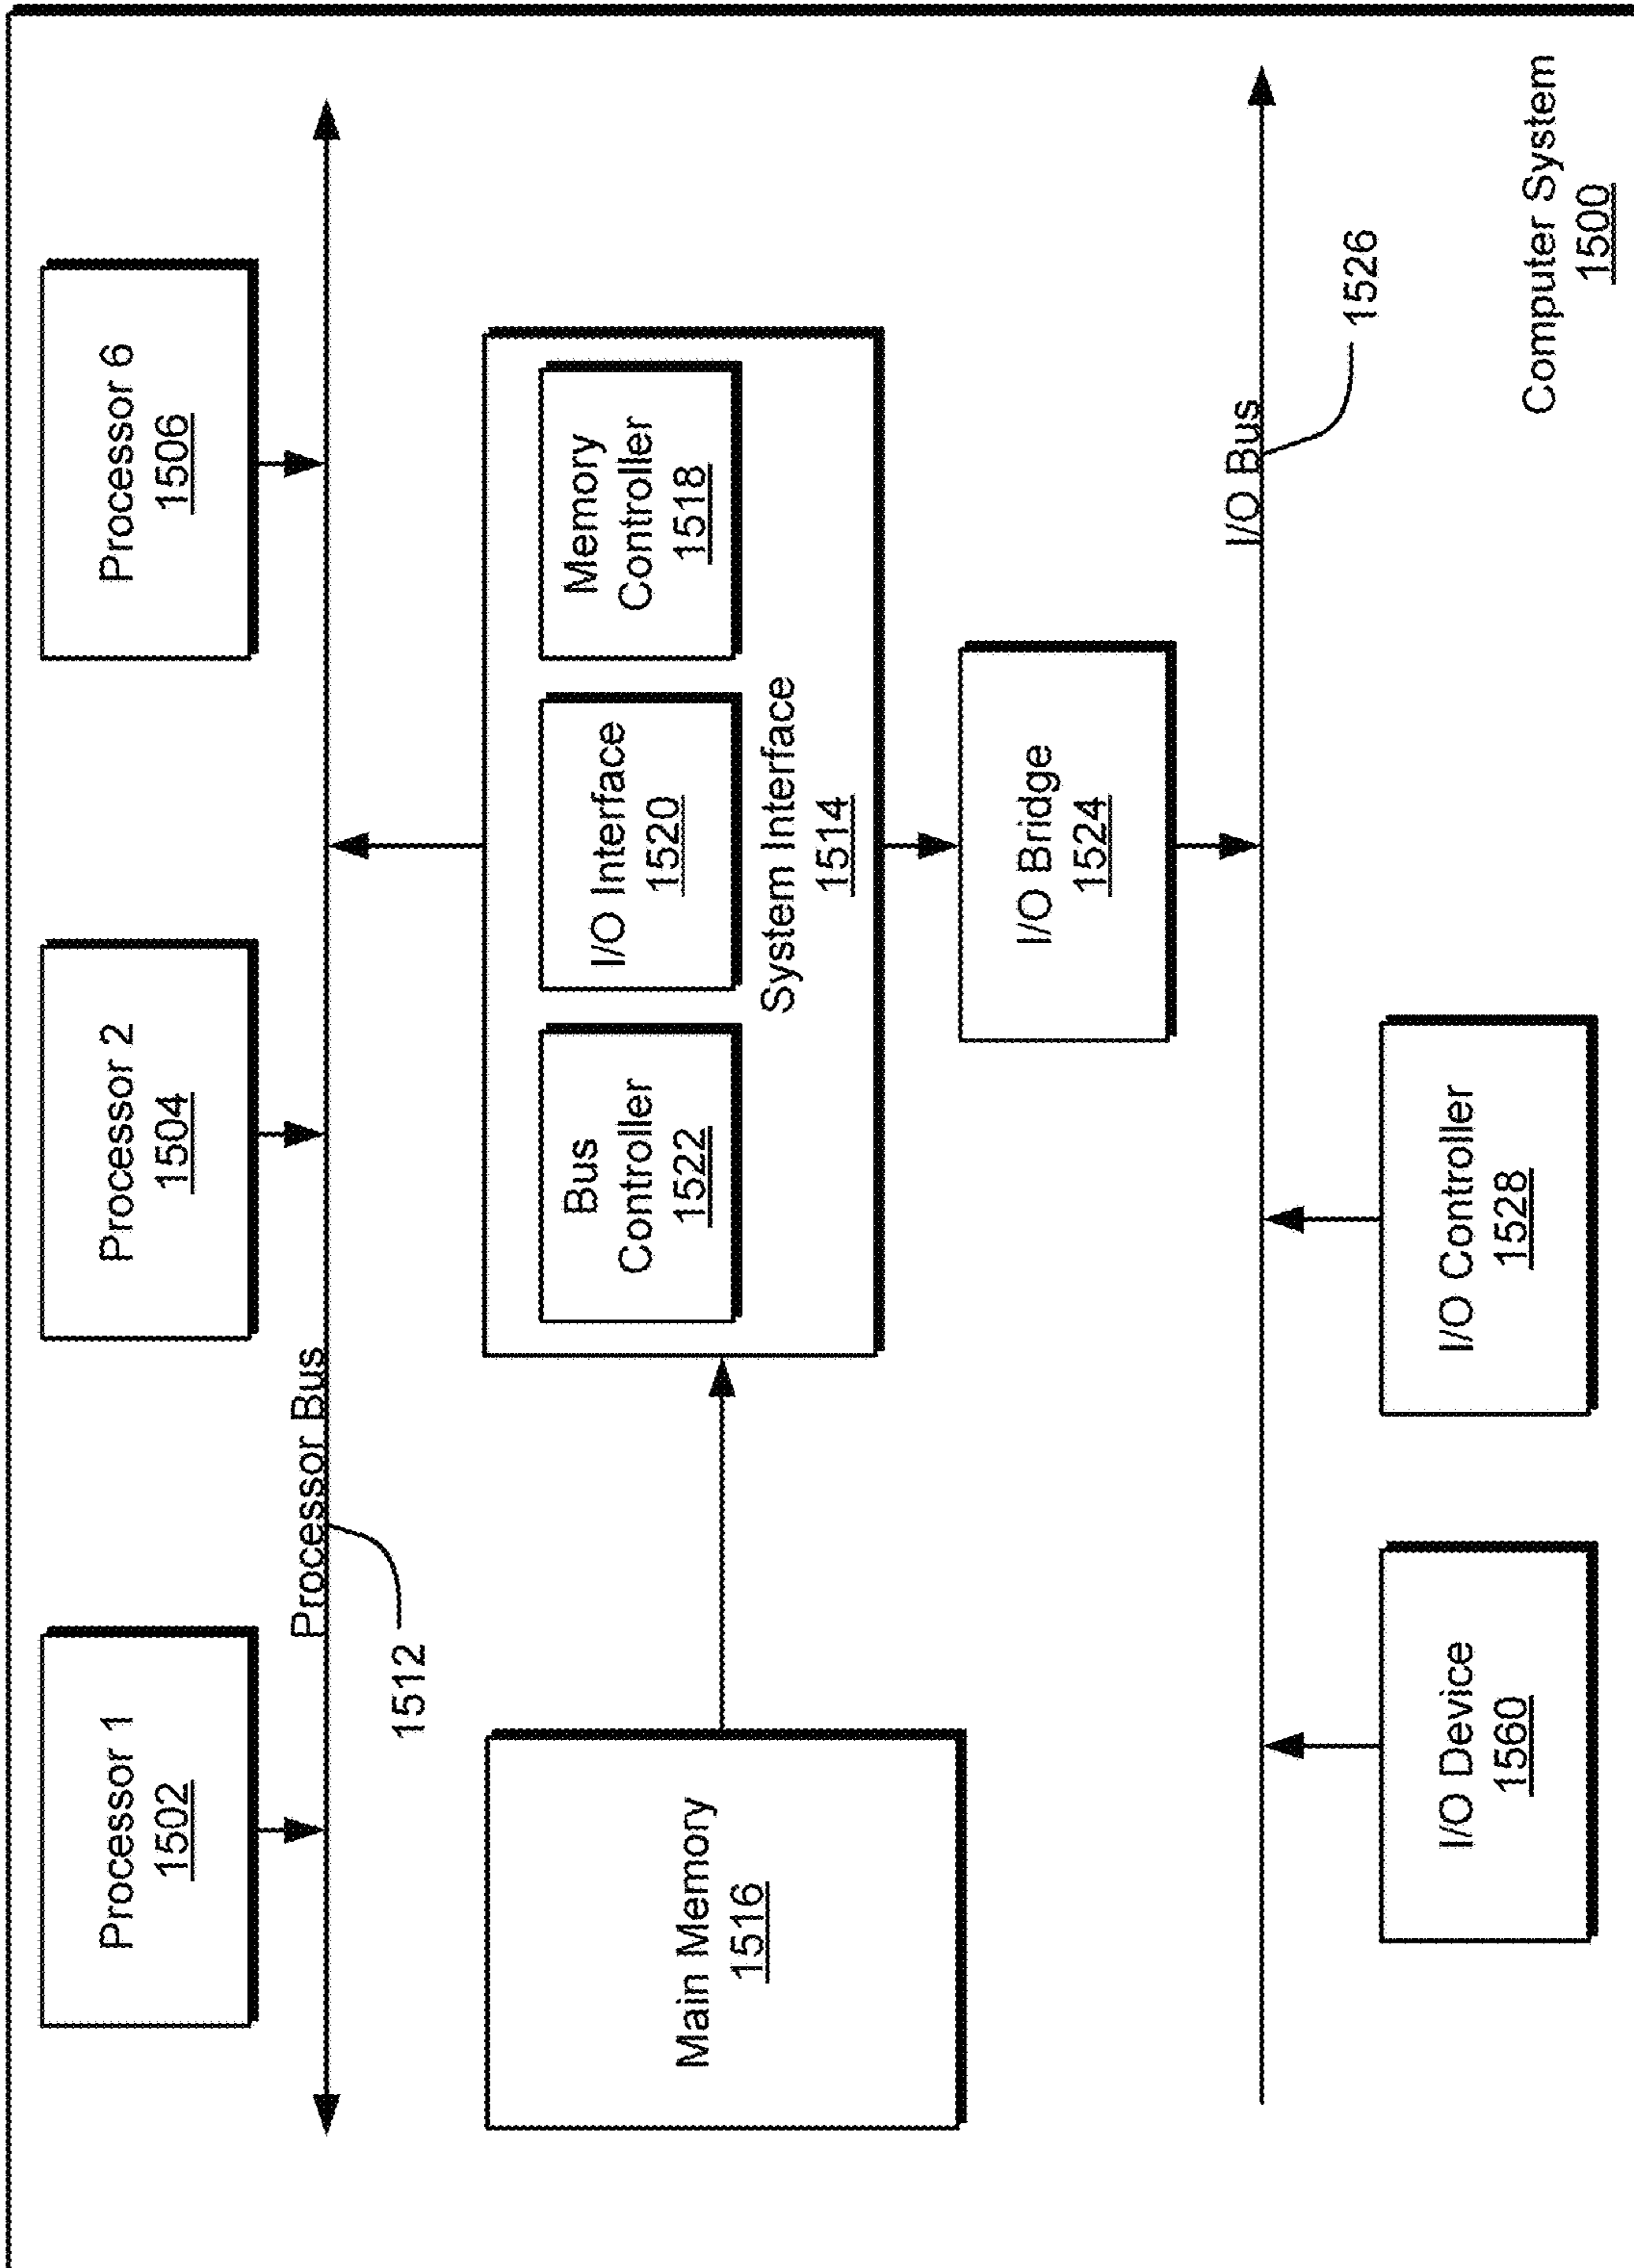 Processor 1
1502
Processor 2
1504
Processor 6
1506
Processor Bus
1512
Main Memory
1516
Bus
Controller
1522
I/O Interface
1520
Memory
Controller
1518
System Interface
1514
I/O Bridge
1524
I/O Bus
1526
I/O Device
1560
I/O Controller
1528
Computer System
1500